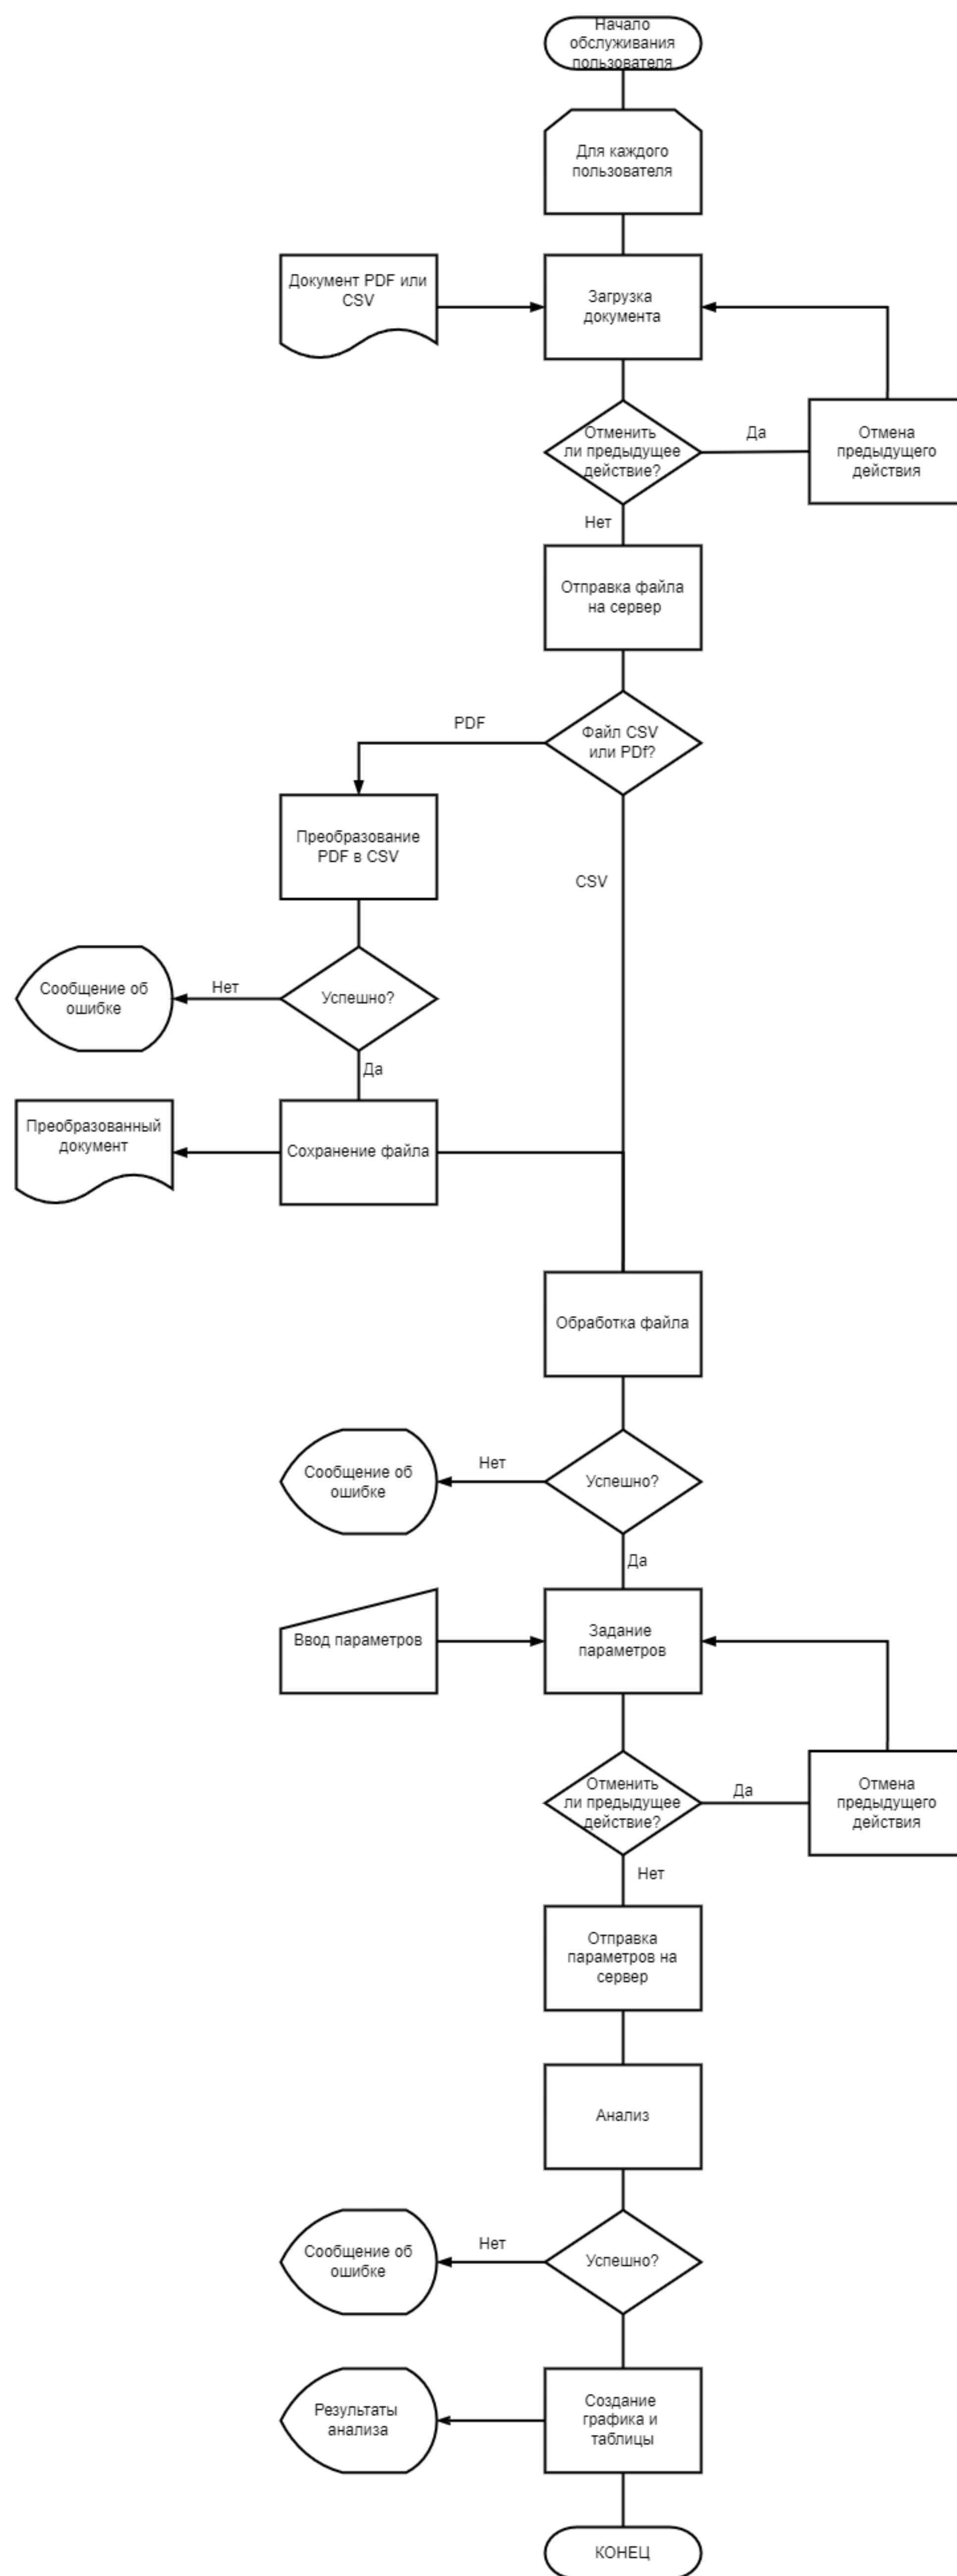 Начало
обслуживания
пользователя
Для каждого
пользователя
Документ PDF или
CSV
Загрузка
документа
Отменить
ли предыдущее
действие?
Да
Отмена
предыдущего
действия
Нет
Отправка файла
на сервер
Файл CSV
или PDf?
PDF
Преобразование
PDF в CSV
CSV
Успешно?
Нет
Сообщение об
ошибке
Да
Преобразованный
документ
Сохранение файла
Обработка файла
Успешно?
Нет
Сообщение об
ошибке
Да
Ввод параметров
Задание
параметров
Отменить
ли предыдущее
действие?
Да
Отмена
предыдущего
действия
Нет
Отправка
параметров на
сервер
Анализ
Успешно?
Нет
Сообщение об
ошибке
Результаты
анализа
Создание
графика и
таблицы
КОНЕЦ